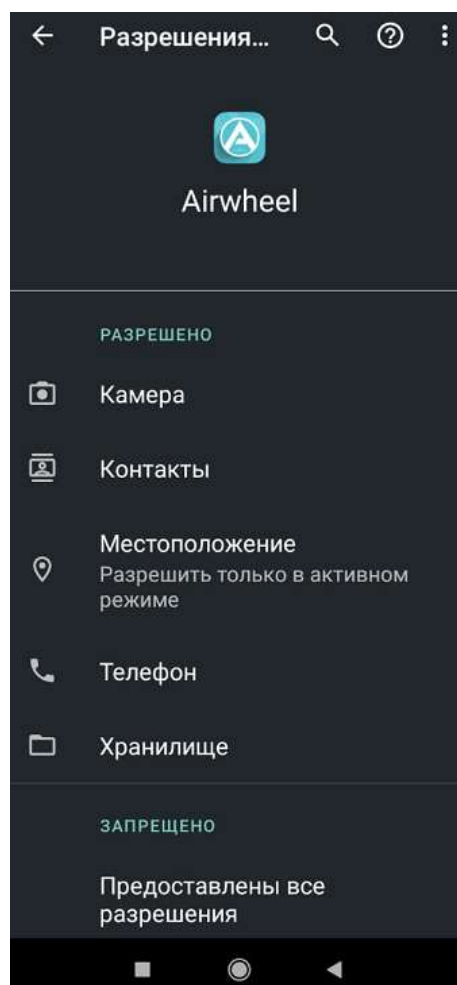 Разрешения...
Airwheel
РАЗРЕШЕНО
Камера
Контакты
Местоположение
Разрешить только в активном
режиме
Телефон
Хранилище
ЗАПРЕЩЕНО
Предоставлены все
разрешения